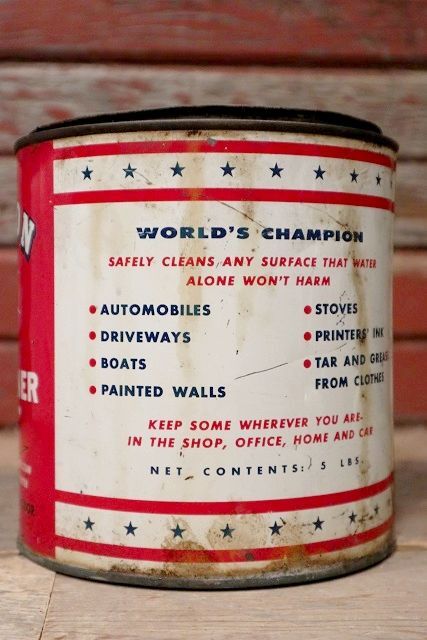 WORLD'S CHAMPION
SAFELY CLEANS ANY SURFACE THAT WATER
ALONE WON'T HARM
• AUTOMOBILES
• DRIVEWAYS
• BOATS
• PAINTED WALLS
• STOVES
• PRINTERS' INK
• TAR AND GREASE
FROM CLOTHES
KEEP SOME WHEREVER YOU ARE-
IN THE SHOP, OFFICE, HOME AND CAR
NET. CONTENTS: 5 LBS.